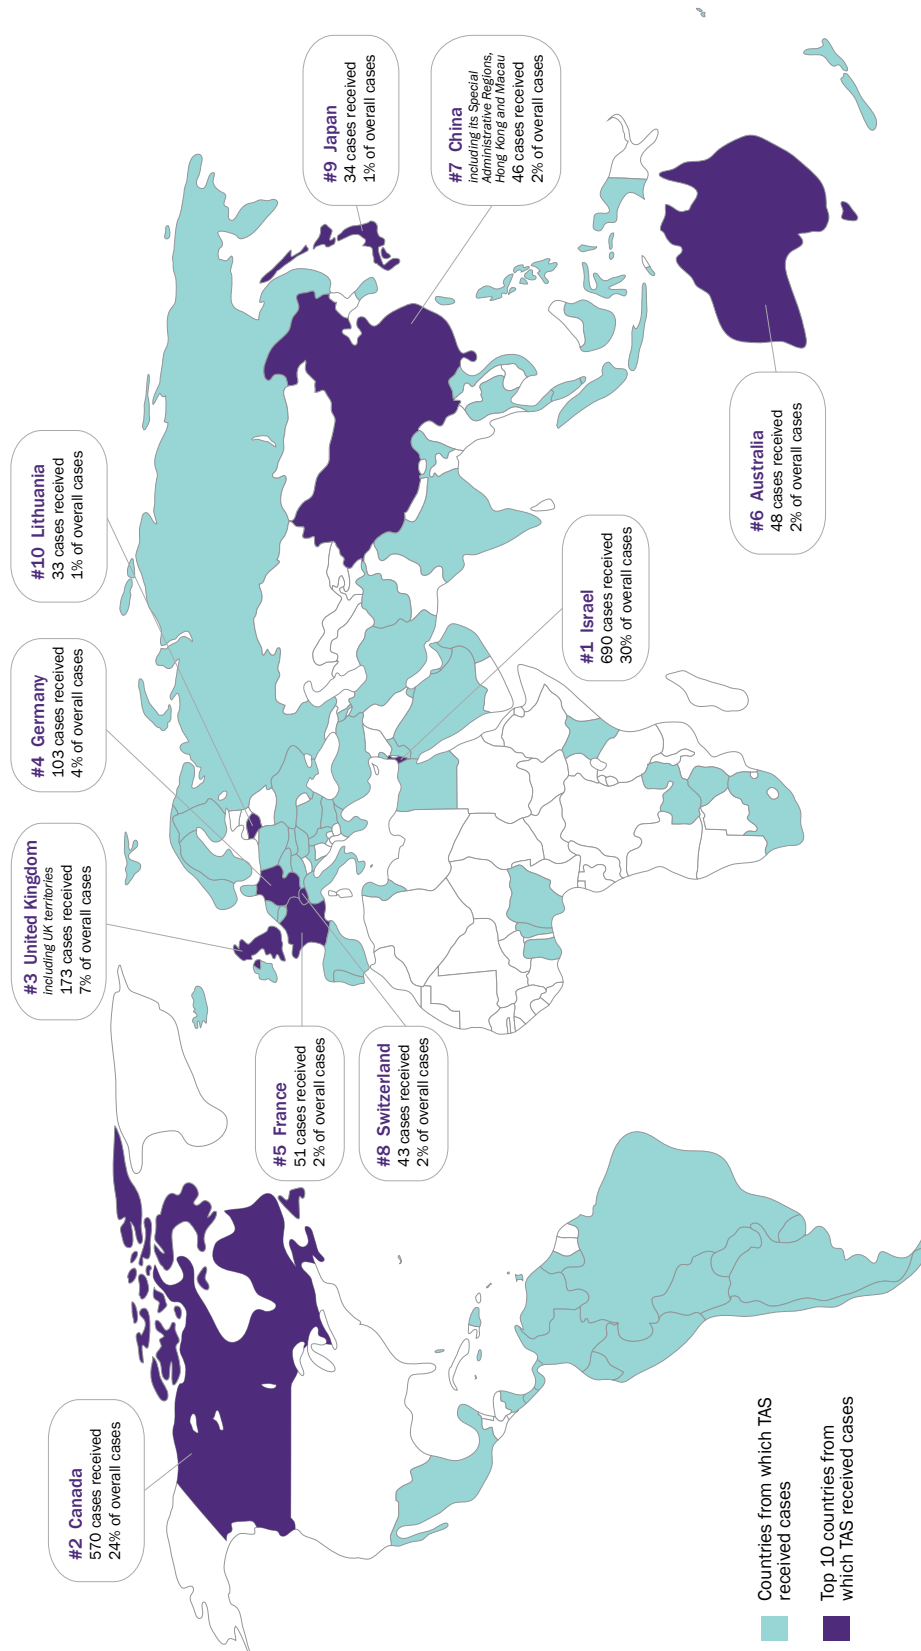 #2 Canada
570 cases received
24% of overall cases
#3 United Kingdom
including UK territories
173 cases received
7% of overall cases
#4 Germany
103 cases received
4% of overall cases
#10 Lithuania
33 cases received
1% of overall cases
#9 Japan
34 cases received
1% of overall cases
#7 China
including its Special
Administrative Regions,
Hong Kong and Macau
46 cases received
2% of overall cases
#5 France
51 cases received
2% of overall cases
#8 Switzerland
43 cases received
2% of overall cases
#1 Israel
690 cases received
30% of overall cases
#6 Australia
48 cases received
2% of overall cases
Countries from which TAS
received cases
Top 10 countries from
which TAS received cases